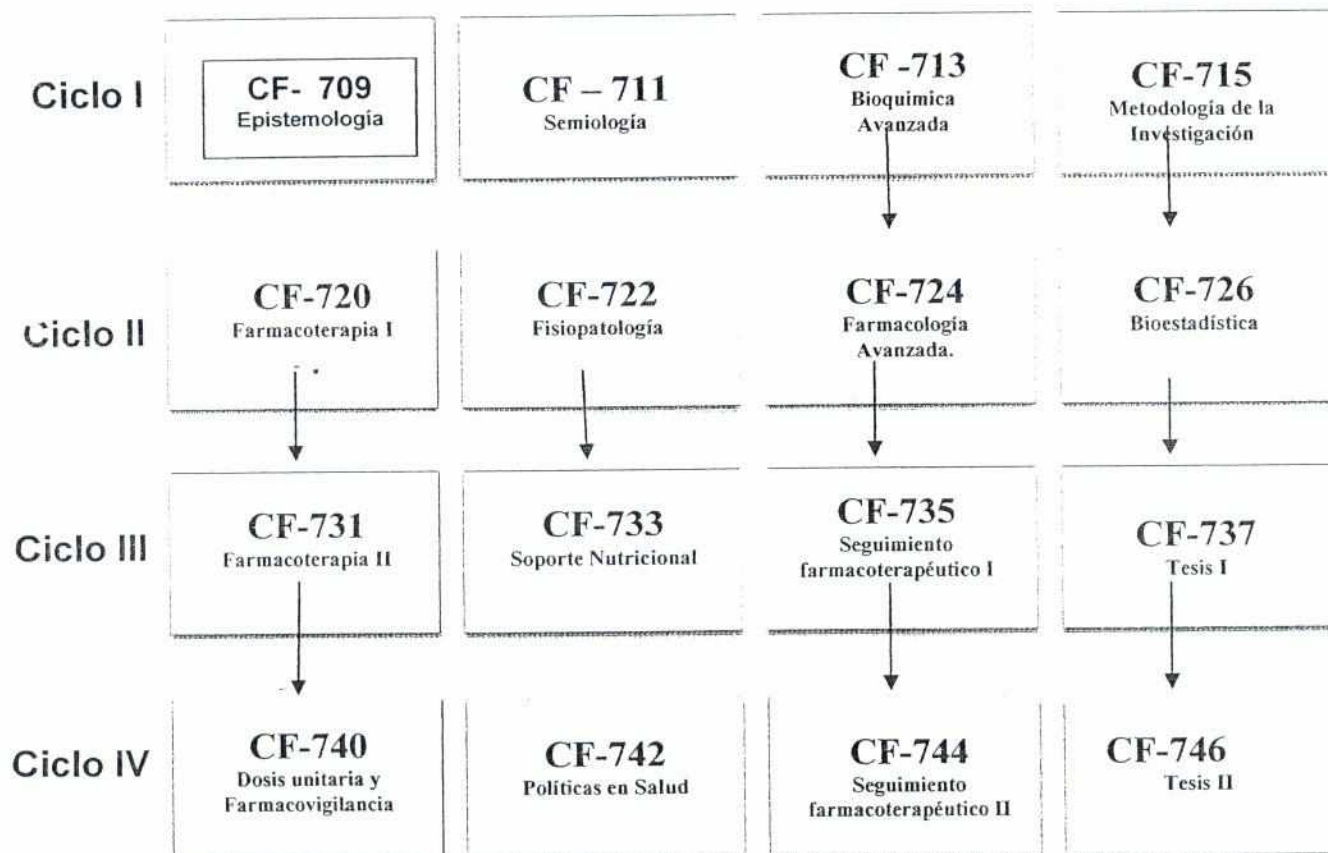 Ciclo I
CF- 709
Epistemología
CF – 711
Semiología
CF -713
Bioquimica
Avanzada
CF-715
Metodología de la
Investigación
Ciclo II
CF-720
Farmacoterapia I
CF-722
Fisiopatología
CF-724
Farmacología
Avanzada.
CF-726
Bioestadística
Ciclo III
CF-731
Farmacoterapia II
CF-733
Soporte Nutricional
CF-735
Seguimiento
farmacoterapéutico I
CF-737
Tesis I
Ciclo IV
CF-740
Dosis unitaria y
Farmacovigilancia
CF-742
Políticas en Salud
CF-744
Seguimiento
farmacoterapéutico II
CF-746
Tesis II